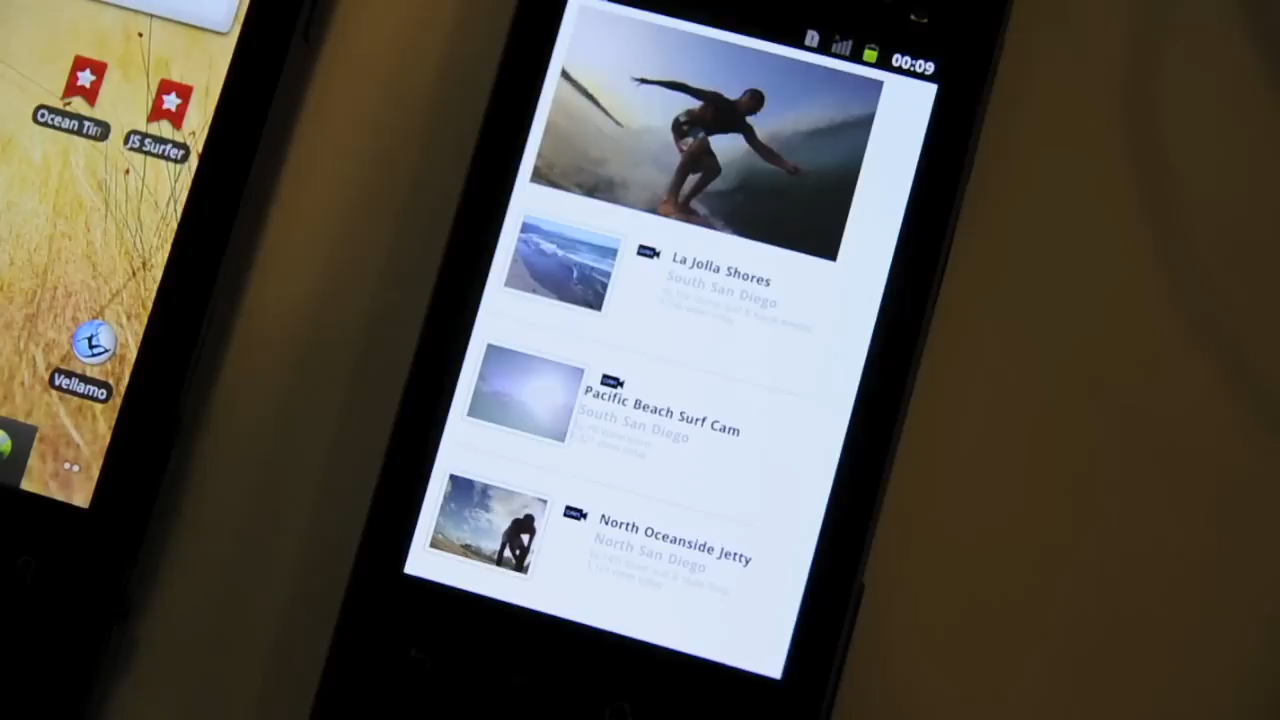 Ocean Tin
JS Surfer
Vellamo
00:09
La Jolla Shores
South San Diego
Pacific Beach Surf Cam
South San Diego
North Oceanside Jetty
North San Diego